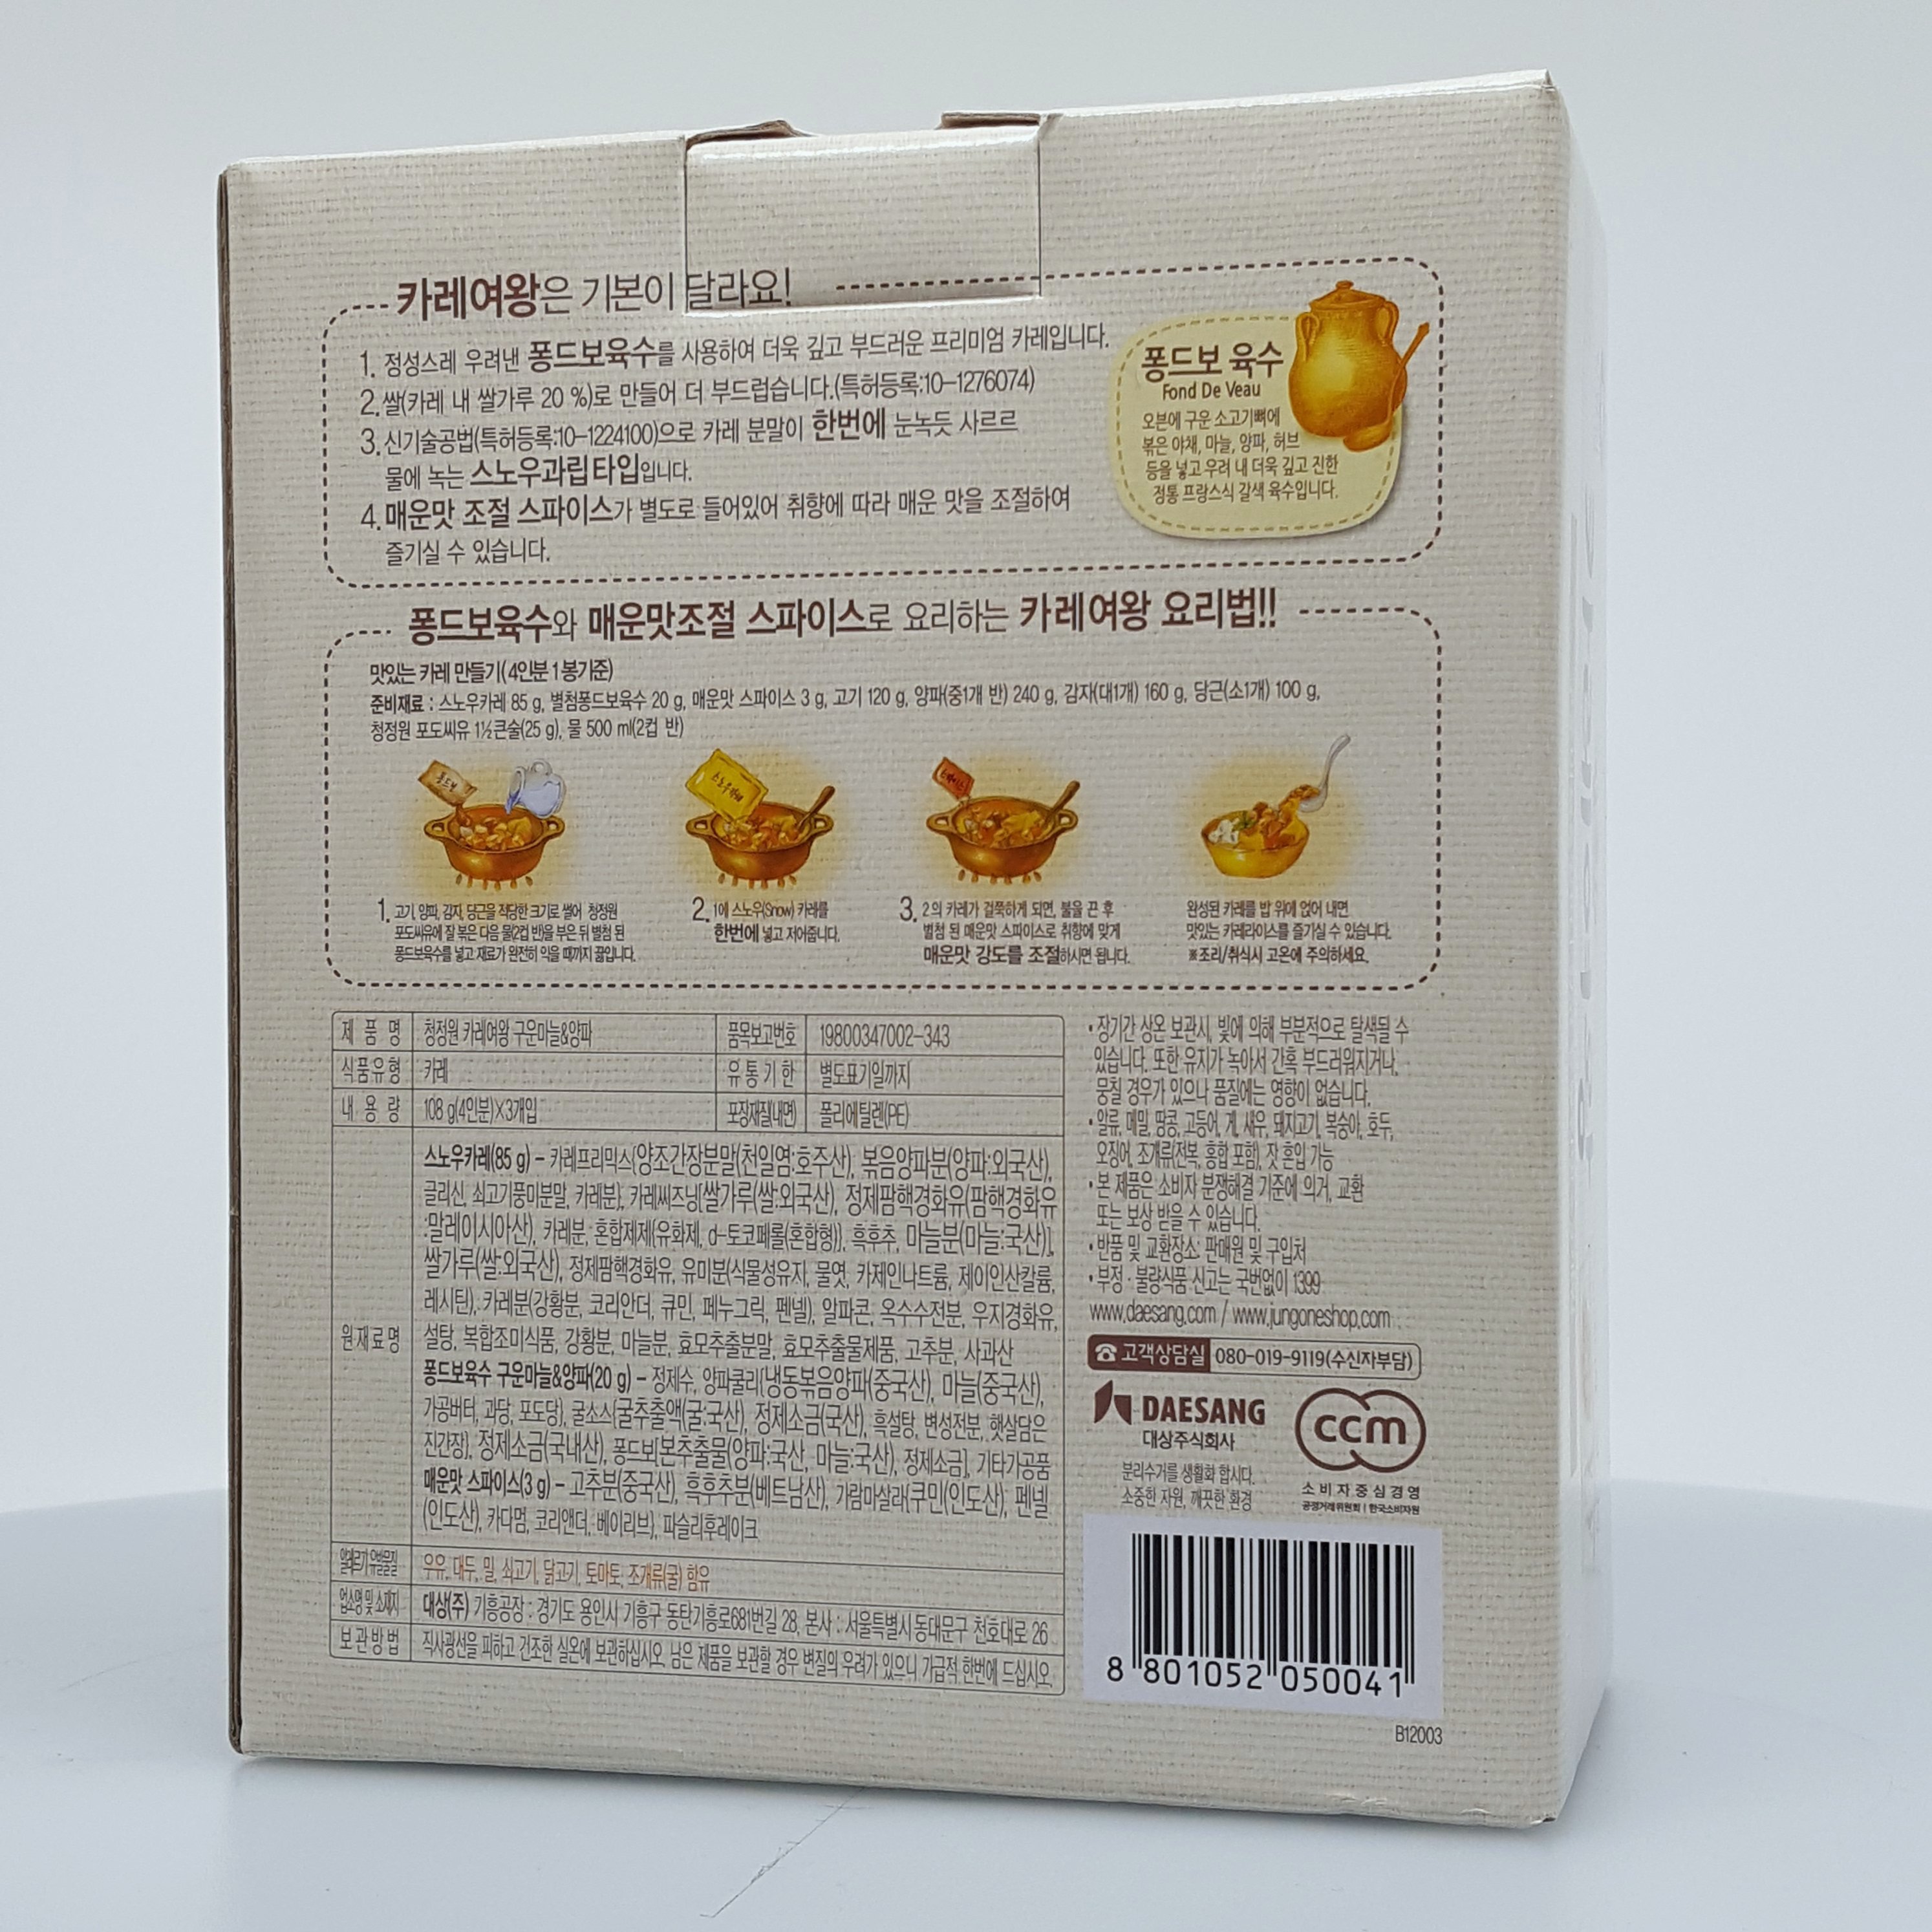 카레여왕은 기본이 달라요!
1. 정성스레 우려낸 퐁드보육수를 사용하여 더욱 깊고 부드러운 프리미엄 카레입니다.
2. 쌀(카레 내 쌀가루 20 %)로 만들어 더 부드럽습니다.(특허등록:10-1276074)
3. 신기술공법(특허등록:10-1224100)으로 카레 분말이 한번에 눈녹듯 사르르
물에 녹는 스노우과립타입입니다.
4. 매운맛 조절 스파이스가 별도로 들어있어 취향에 따라 매운 맛을 조절하여
즐기실 수 있습니다.
퐁드보 육수
Fond De Veau
오븐에 구운 소고기뼈에
볶은 야채, 마늘, 양파, 허브
등을 넣고 우려 내 더욱 깊고 진한
정통 프랑스식 갈색 육수입니다.
퐁드보육수와 매운맛조절 스파이스로 요리하는 카레여왕 요리법!!
맛있는 카레 만들기(4인분 1봉기준)
준비재료 : 스노우카레 85 g, 별첨퐁드보육수 20 g, 매운맛 스파이스 3 g, 고기 120 g, 양파(중1개 반) 240 g, 감자(대1개) 160 g, 당근(소1개) 100 g,
청정원 포도씨유 1½큰술(25 g), 물 500 ml(2컵 반)
퐁드보
스노우카레
스파이스
1. 고기, 양파, 감자, 당근을 적당한 크기로 썰어 청정원
포도씨유에 잘 볶은 다음 물(2컵 반)을 부은 뒤 별첨 된
퐁드보육수를 넣고 재료가 완전히 익을 때까지 끓입니다.
2. 1에 스노우(Snow) 카레를
한번에 넣고 저어줍니다.
3. 2의 카레가 걸쭉하게 되면, 불을 끈 후
별첨 된 매운맛 스파이스로 취향에 맞게
매운맛 강도를 조절하시면 됩니다.
완성된 카레를 밥 위에 얹어 내면
맛있는 카레라이스를 즐기실 수 있습니다.
※조리/취식시 고온에 주의하세요.
제 품 명 청정원 카레여왕 구운마늘&양파 품목보고번호 19800347002-343
식품유형 카레 유통기한 별도표기일까지
내 용 량 108 g(4인분)×3개입 포장재질(내면) 폴리에틸렌(PE)
원재료명
스노우카레(85 g) - 카레프리믹스(양조간장분말(천일염:호주산), 볶음양파분(양파:외국산),
글리신, 쇠고기풍미분말, 카레분), 카레씨즈닝[쌀가루(쌀:외국산), 정제팜핵경화유(팜핵경화유
:말레이시아산), 카레분, 혼합제제(유화제, d-토코페롤(혼합형)), 흑후추, 마늘분(마늘:국산)],
쌀가루(쌀:외국산), 정제팜핵경화유, 유미분(식물성유지, 물엿, 카제인나트륨, 제이인산칼륨,
레시틴), 카레분(강황분, 코리안더, 큐민, 페누그릭, 펜넬), 알파콘, 옥수수전분, 우지경화유,
설탕, 복합조미식품, 강황분, 마늘분, 효모추출분말, 효모추출물제품, 고추분, 사과산
퐁드보육수 구운마늘&양파(20 g) - 정제수, 양파쿨리(냉동볶음양파(중국산), 마늘(중국산),
가공버터, 과당, 포도당), 굴소스(굴추출액(굴:국산), 정제소금(국산), 흑설탕, 변성전분, 햇살담은
진간장), 정제소금(국내산), 퐁드보[본추출물(양파:국산, 마늘:국산), 정제소금], 기타가공품
매운맛 스파이스(3 g) - 고추분(중국산), 흑후추분(베트남산), 가람마살라(쿠민(인도산), 펜넬
(인도산), 카다멈, 코리앤더, 베이리브), 파슬리후레이크
알레르기 유발물질 우유, 대두, 밀, 쇠고기, 닭고기, 토마토, 조개류(굴) 함유
업소명 및 소재지 대상(주) 기흥공장 : 경기도 용인시 기흥구 동탄기흥로681번길 28, 본사 : 서울특별시 동대문구 천호대로 26
보관방법 직사광선을 피하고 건조한 실온에 보관하십시오. 남은 제품을 보관할 경우 변질의 우려가 있으니 가급적 한번에 드십시오.
• 장기간 상온 보관시, 빛에 의해 부분적으로 탈색될 수
있습니다. 또한 유지가 녹아서 간혹 부드러워지거나,
뭉칠 경우가 있으나 품질에는 영향이 없습니다.
• 알류, 메밀, 땅콩, 고등어, 게, 새우, 돼지고기, 복숭아, 호두,
오징어, 조개류(전복, 홍합 포함), 잣 혼입 가능
• 본 제품은 소비자 분쟁해결 기준에 의거, 교환
또는 보상 받을 수 있습니다.
• 반품 및 교환장소: 판매원 및 구입처
• 부정·불량식품 신고는 국번없이 1399
www.daesang.com / www.jungoneshop.com
고객상담실 080-019-9119(수신자부담)
DAESANG
대상주식회사
분리수거를 생활화 합시다.
소중한 자원, 깨끗한 환경
ccm
소비자중심경영
공정거래위원회 | 한국소비자원
8 801052 050041
B12003